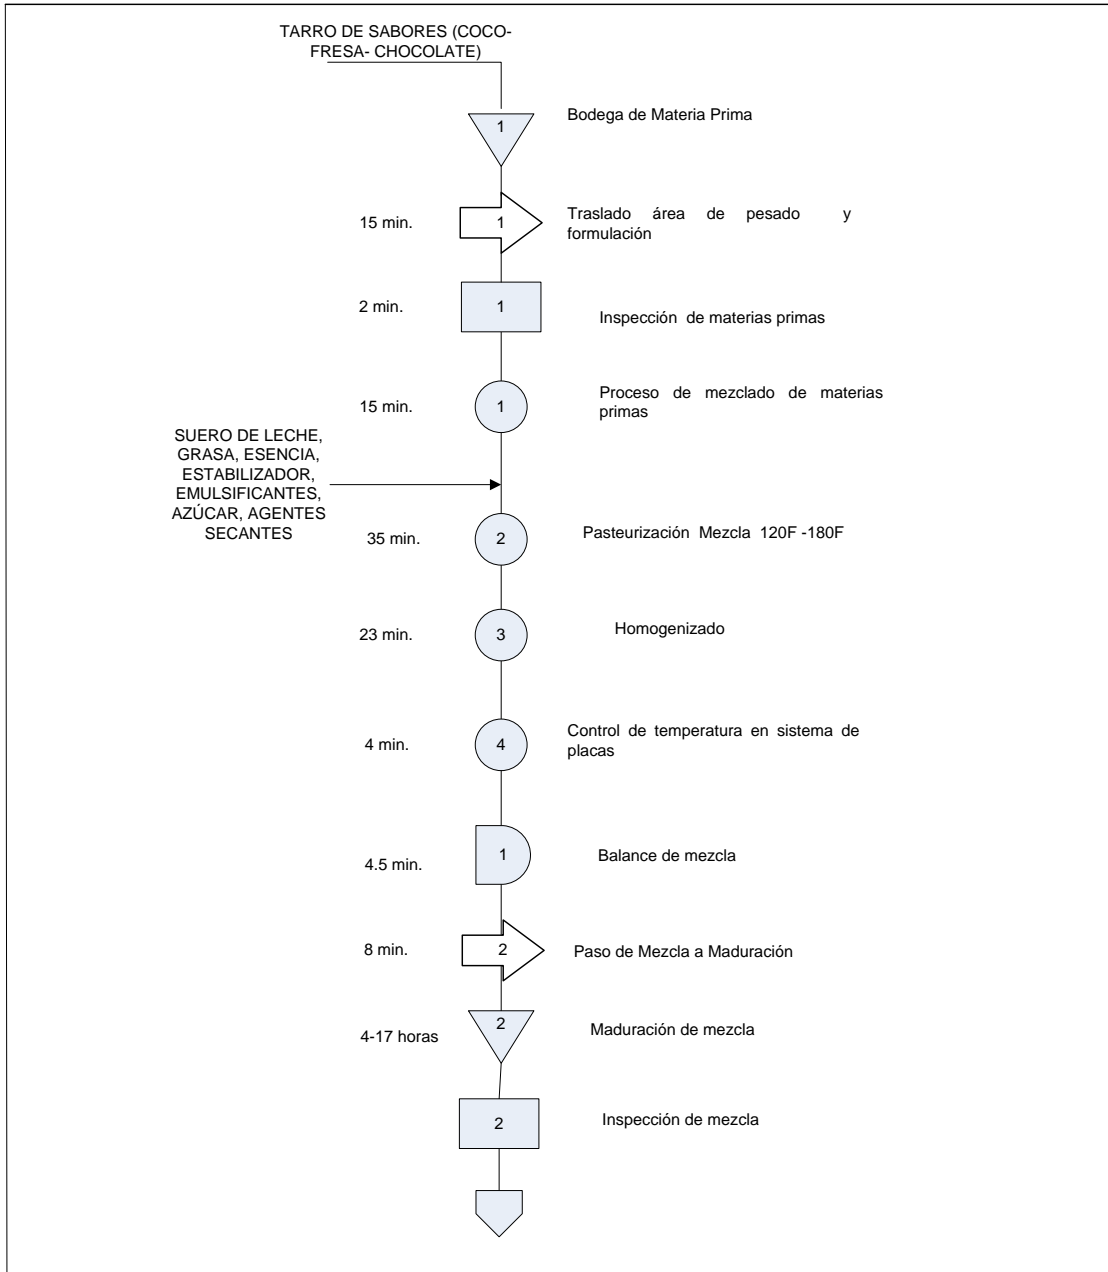 TARRO DE SABORES (COCO-
FRESA- CHOCOLATE)
1
Bodega de Materia Prima
15 min.
1
Traslado área de pesado y
formulación
2 min.
1
Inspección de materias primas
15 min.
1
Proceso de mezclado de materias
primas
SUERO DE LECHE,
GRASA, ESENCIA,
ESTABILIZADOR,
EMULSIFICANTES,
AZÚCAR, AGENTES
SECANTES
35 min.
2
Pasteurización Mezcla 120F -180F
23 min.
3
Homogenizado
4 min.
4
Control de temperatura en sistema de
placas
4.5 min.
1
Balance de mezcla
8 min.
2
Paso de Mezcla a Maduración
4-17 horas
2
Maduración de mezcla
2
Inspección de mezcla